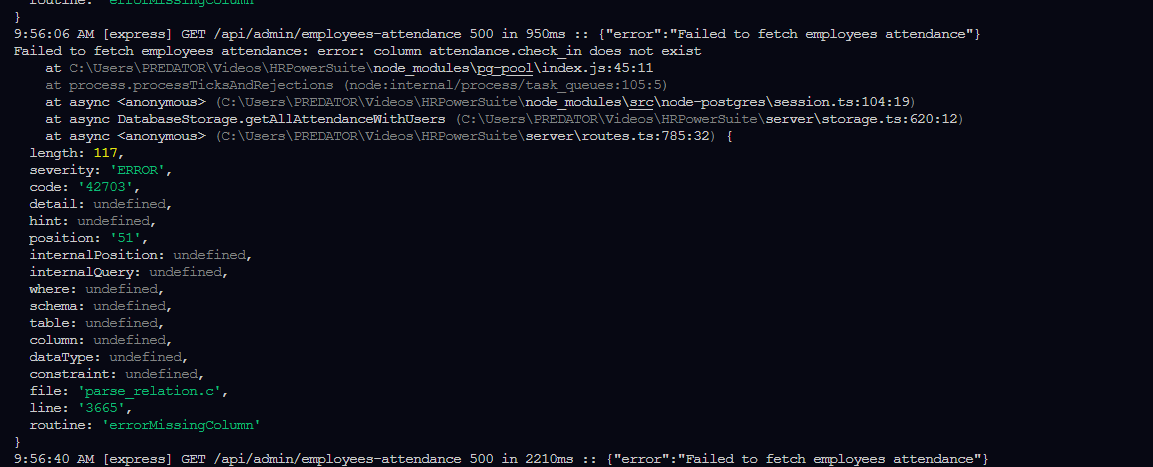 routine: 'errorMissingColumn'
}
9:56:06 AM [express] GET /api/admin/employees-attendance 500 in 950ms :: {"error":"Failed to fetch employees attendance"}
Failed to fetch employees attendance: error: column attendance.check_in does not exist
at C:\Users\PREDATOR\Videos\HRPowerSuite\node_modules\pg-pool\index.js:45:11
at process.processTicksAndRejections (node:internal/process/task_queues:105:5)
at async <anonymous> (C:\Users\PREDATOR\Videos\HRPowerSuite\node_modules\src\node-postgres\session.ts:104:19)
at async DatabaseStorage.getAllAttendanceWithUsers (C:\Users\PREDATOR\Videos\HRPowerSuite\server\storage.ts:620:12)
at async <anonymous> (C:\Users\PREDATOR\Videos\HRPowerSuite\server\routes.ts:785:32) {
length: 117,
severity: 'ERROR',
code: '42703',
detail: undefined,
hint: undefined,
position: '51',
internalPosition: undefined,
internalQuery: undefined,
where: undefined,
schema: undefined,
table: undefined,
column: undefined,
dataType: undefined,
constraint: undefined,
file: 'parse_relation.c',
line: '3665',
routine: 'errorMissingColumn'
}
9:56:40 AM [express] GET /api/admin/employees-attendance 500 in 2210ms :: {"error":"Failed to fetch employees attendance"}